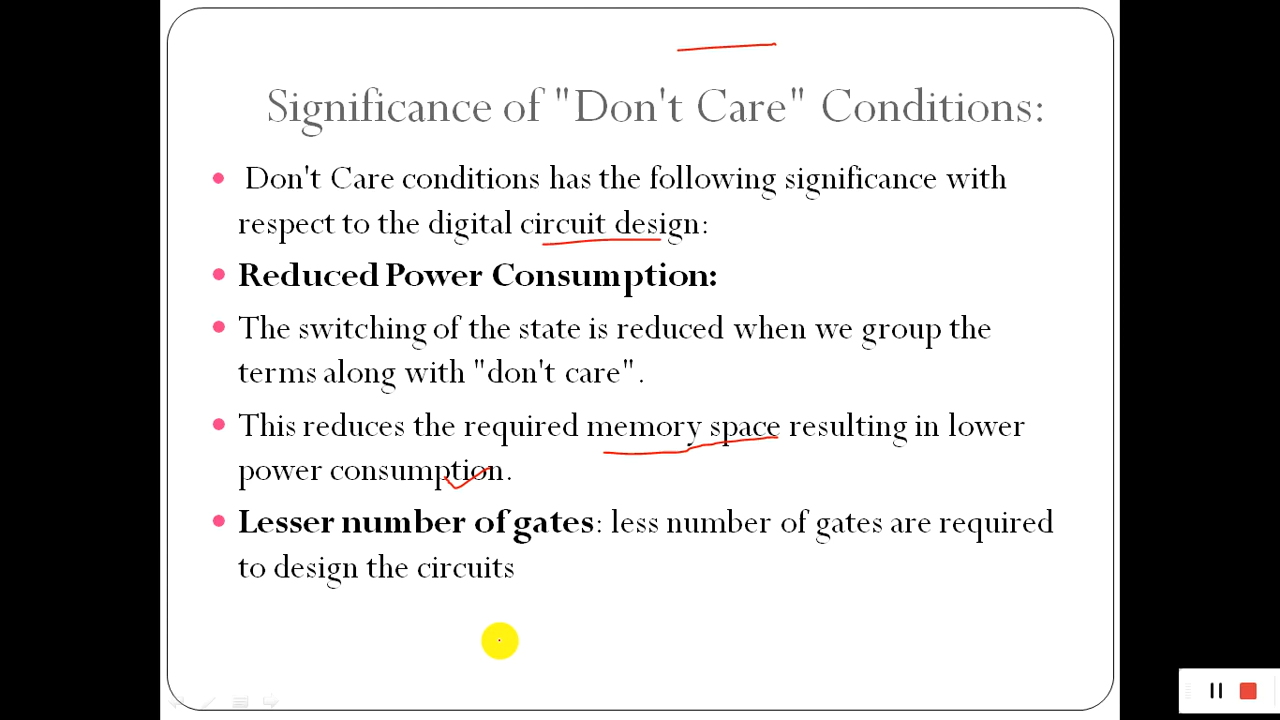 Significance of "Don't Care" Conditions:
Don't Care conditions has the following significance with
respect to the digital circuit design:
Reduced Power Consumption:
The switching of the state is reduced when we group the
terms along with "don't care".
This reduces the required memory space resulting in lower
power consumption.
Lesser number of gates: less number of gates are required
to design the circuits